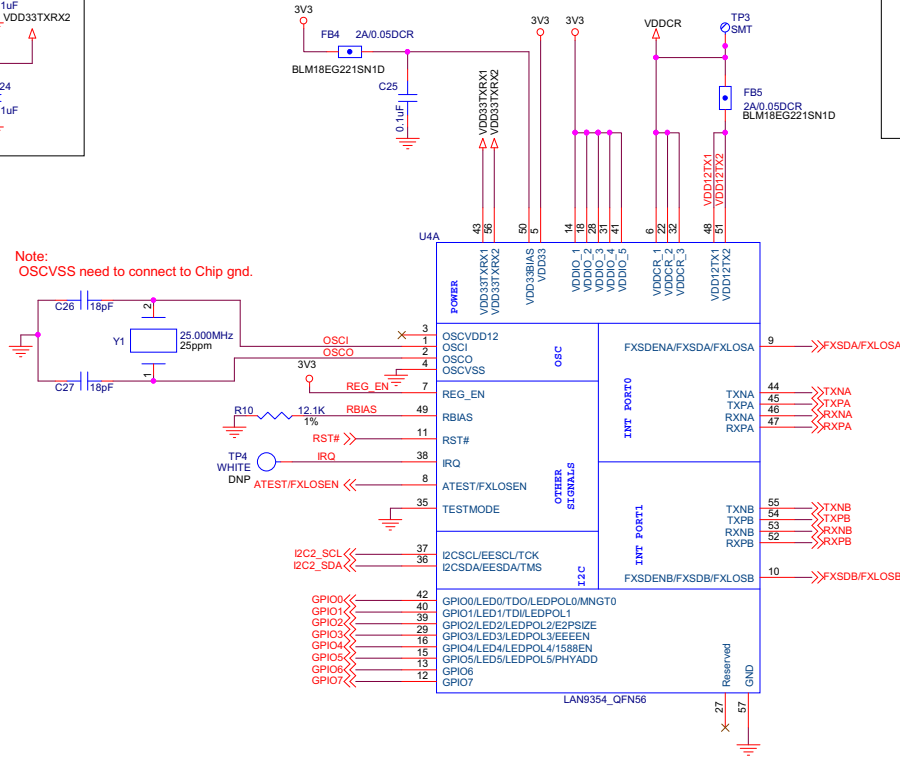 1uF
VDD33TXRX2
24
1uF
3V3
FB4 2A/0.05DCR
BLM18EG221SN1D
C25
0.1uF
VDD33TXRX1
VDD33TXRX2
3V3
3V3
VDDCR
TP3
SMT
FB5
2A/0.05DCR
BLM18EG221SN1D
VDD12TX1
VDD12TX2
U4A
43
56
50
5
14
18
28
31
41
6
22
32
48
51
POWER
VDD33TXRX1
VDD33TXRX2
VDD33BIAS
VDD33
VDDIO_1
VDDIO_2
VDDIO_3
VDDIO_4
VDDIO_5
VDDCR_1
VDDCR_2
VDDCR_3
VDD12TX1
VDD12TX2
Note:
OSCVSS need to connect to Chip gnd.
C26 18pF
Y1
2
1
25.000MHz
25ppm
C27 18pF
3 OSCVDD12
OSCI 1 OSCI
OSCO 2 OSCO
4 OSCVSS
OSC
3V3
REG_EN 7 REG_EN
R10 12.1K
1%
RBIAS 49 RBIAS
RST# 11 RST#
TP4
WHITE
DNP
IRQ 38 IRQ
ATEST/FXLOSEN 8 ATEST/FXLOSEN
35 TESTMODE
OTHER
SIGNALS
I2C2_SCL 37 I2CSCL/EESCL/TCK
I2C2_SDA 36 I2CSDA/EESDA/TMS
I2C
GPIO0 42 GPIO0/LED0/TDO/LEDPOL0/MNGT0
GPIO1 40 GPIO1/LED1/TDI/LEDPOL1
GPIO2 39 GPIO2/LED2/LEDPOL2/E2PSIZE
GPIO3 29 GPIO3/LED3/LEDPOL3/EEEEN
GPIO4 16 GPIO4/LED4/LEDPOL4/1588EN
GPIO5 15 GPIO5/LED5/LEDPOL5/PHYADD
GPIO6 13 GPIO6
GPIO7 12 GPIO7
INT PORT0
FXSDENA/FXSDA/FXLOSA 9 FXSDA/FXLOSA
TXNA 44 TXNA
TXPA 45 TXPA
RXNA 46 RXNA
RXPA 47 RXPA
INT PORT1
TXNB 55 TXNB
TXPB 54 TXPB
RXNB 53 RXNB
RXPB 52 RXPB
FXSDENB/FXSDB/FXLOSB 10 FXSDB/FXLOSB
Reserved
GND
LAN9354_QFN56
27
57